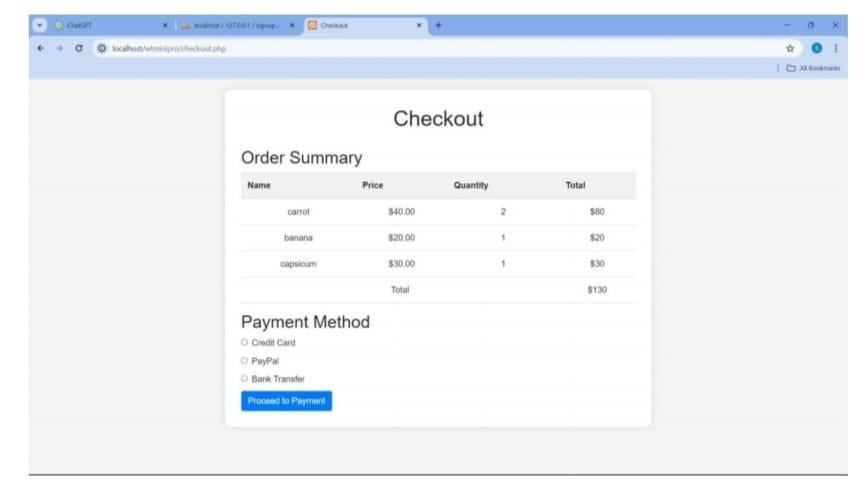 ChatGPT
localhost / 127.0.0.1 / signup /
Checkout
localhost/wtminipro/checkout.php
All Bookmarks
Checkout
Order Summary
Name Price Quantity Total
carrot $40.00 2 $80
banana $20.00 1 $20
capsicum $30.00 1 $30
Total $130
Payment Method
Credit Card
PayPal
Bank Transfer
Proceed to Payment